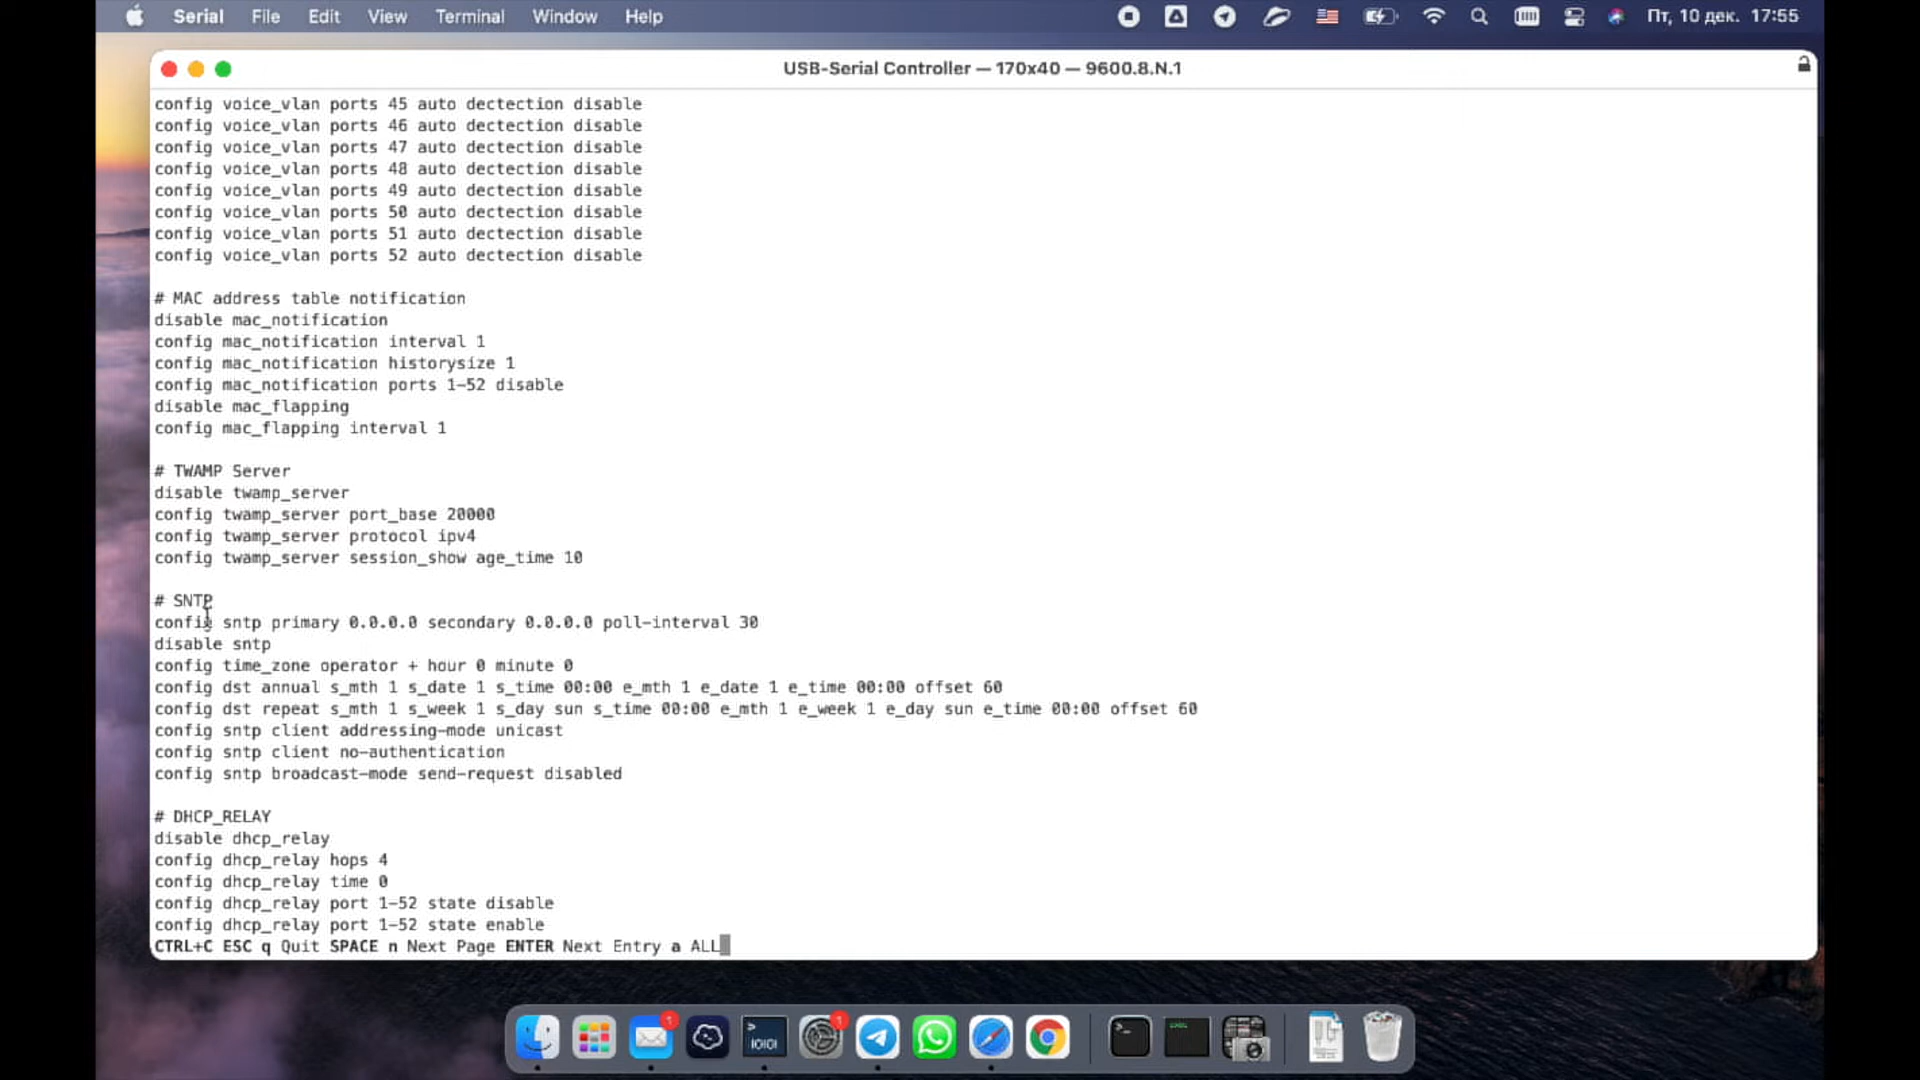 Serial File Edit View Terminal Window Help Пт, 10 дек. 17:55
USB-Serial Controller — 170x40 — 9600.8.N.1
config voice_vlan ports 45 auto dectection disable
config voice_vlan ports 46 auto dectection disable
config voice_vlan ports 47 auto dectection disable
config voice_vlan ports 48 auto dectection disable
config voice_vlan ports 49 auto dectection disable
config voice_vlan ports 50 auto dectection disable
config voice_vlan ports 51 auto dectection disable
config voice_vlan ports 52 auto dectection disable
# MAC address table notification
disable mac_notification
config mac_notification interval 1
config mac_notification historysize 1
config mac_notification ports 1-52 disable
disable mac_flapping
config mac_flapping interval 1
# TWAMP Server
disable twamp_server
config twamp_server port_base 20000
config twamp_server protocol ipv4
config twamp_server session_show age_time 10
# SNTP
config sntp primary 0.0.0.0 secondary 0.0.0.0 poll-interval 30
disable sntp
config time_zone operator + hour 0 minute 0
config dst annual s_mth 1 s_date 1 s_time 00:00 e_mth 1 e_date 1 e_time 00:00 offset 60
config dst repeat s_mth 1 s_week 1 s_day sun s_time 00:00 e_mth 1 e_week 1 e_day sun e_time 00:00 offset 60
config sntp client addressing-mode unicast
config sntp client no-authentication
config sntp broadcast-mode send-request disabled
# DHCP_RELAY
disable dhcp_relay
config dhcp_relay hops 4
config dhcp_relay time 0
config dhcp_relay port 1-52 state disable
config dhcp_relay port 1-52 state enable
CTRL+C ESC q Quit SPACE n Next Page ENTER Next Entry a ALL
1 1
IOIOI